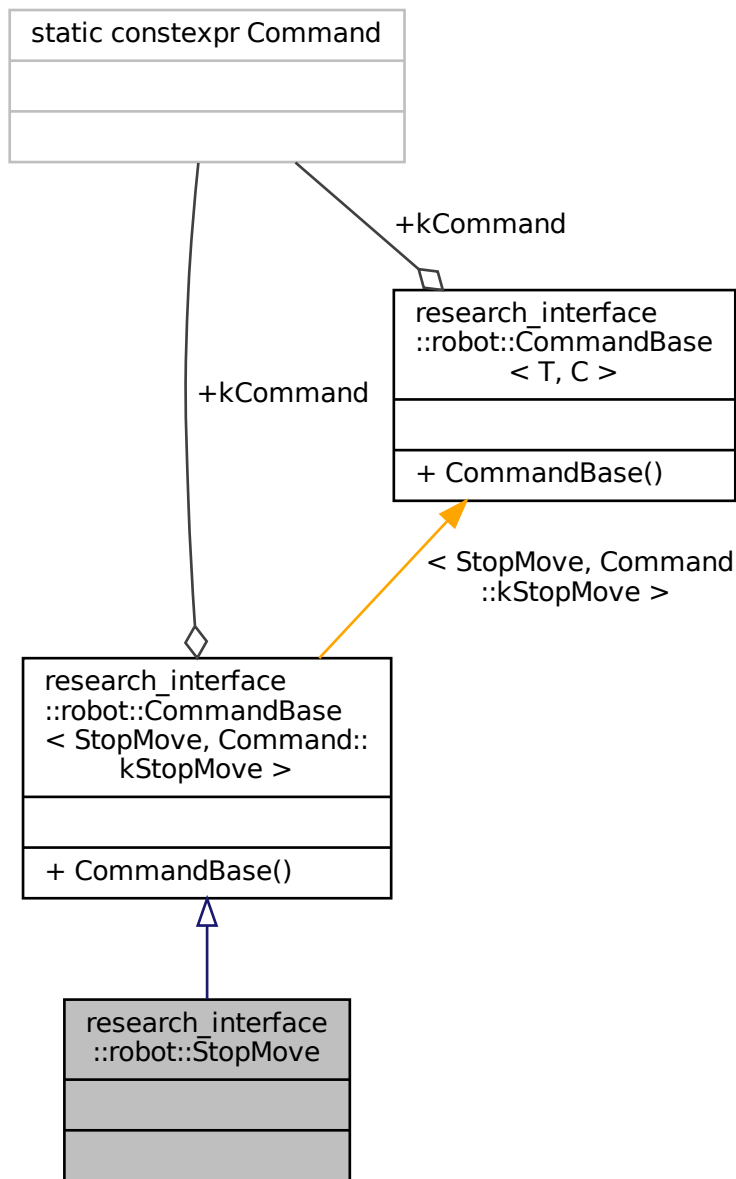 static constexpr Command
+kCommand
research_interface
::robot::CommandBase
< T, C >
+ CommandBase()
+kCommand
< StopMove, Command
::kStopMove >
research_interface
::robot::CommandBase
< StopMove, Command::
kStopMove >
+ CommandBase()
research_interface
::robot::StopMove